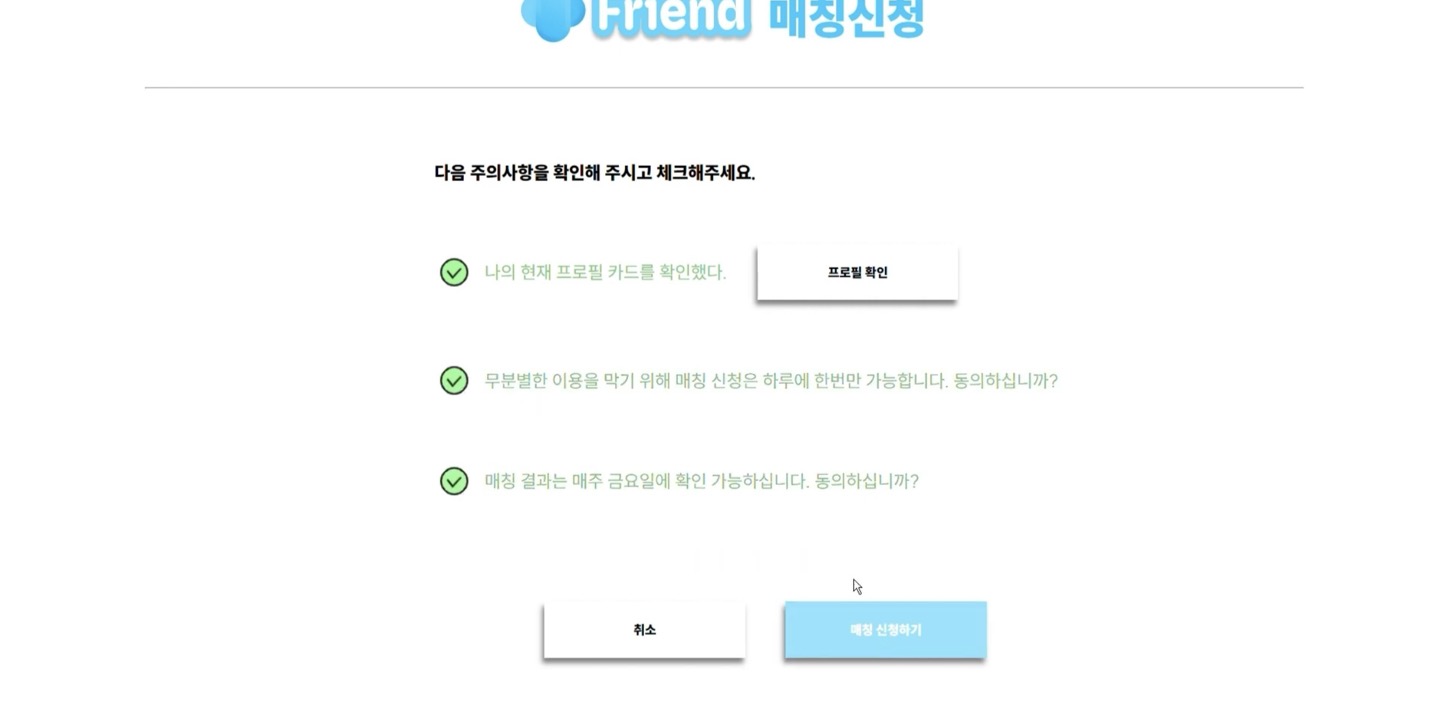 Friend 매칭신청
다음 주의사항을 확인해 주시고 체크해주세요.
나의 현재 프로필 카드를 확인했다.
프로필 확인
무분별한 이용을 막기 위해 매칭 신청은 하루에 한번만 가능합니다. 동의하십니까?
매칭 결과는 매주 금요일에 확인 가능하십니다. 동의하십니까?
취소
매칭 신청하기